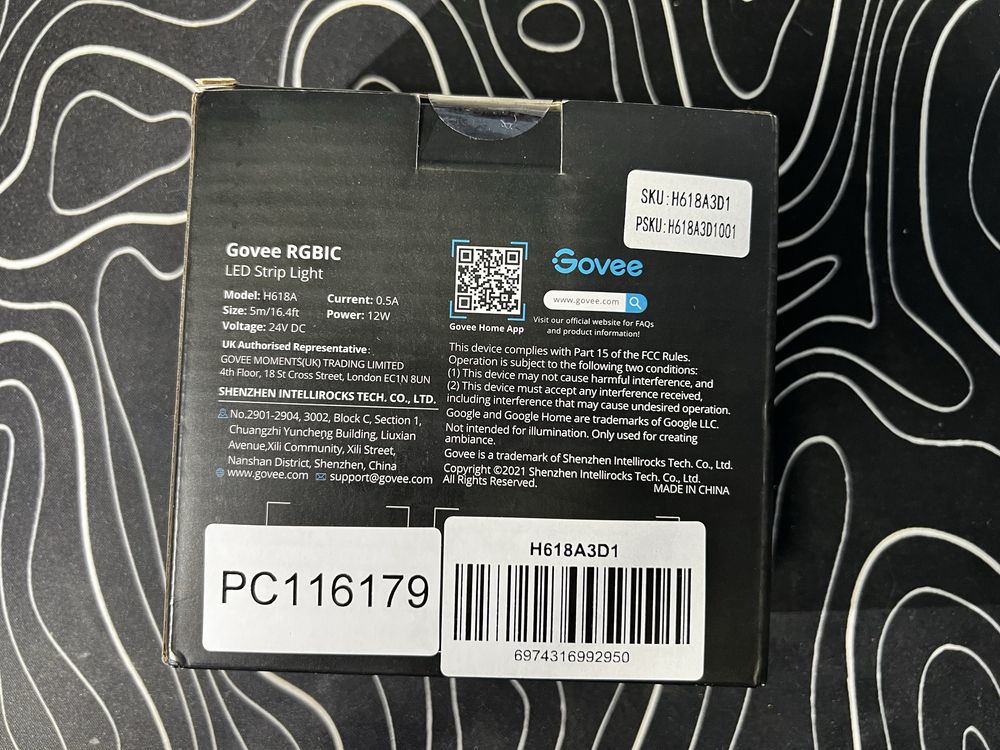 SKU:H618A3D1
PSKU:H618A3D1001
Govee RGBIC
LED Strip Light
Model: H618A
Current: 0.5A
Size: 5m/16.4ft
Power: 12W
Voltage: 24V DC
UK Authorised Representative:
GOVEE MOMENTS(UK) TRADING LIMITED
4th Floor, 18 St Cross Street, London EC1N 8UN
SHENZHEN INTELLIROCKS TECH. CO., LTD.
No.2901-2904, 3002, Block C, Section 1,
Chuangzhi Yuncheng Building, Liuxian
Avenue,Xili Community, Xili Street,
Nanshan District, Shenzhen, China
www.govee.com support@govee.com
Govee Home App
Govee
www.govee.com
Visit our official website for FAQs
and product information!
This device complies with Part 15 of the FCC Rules.
Operation is subject to the following two conditions:
(1) This device may not cause harmful interference, and
(2) This device must accept any interference received,
including interference that may cause undesired operation.
Google and Google Home are trademarks of Google LLC.
Not intended for illumination. Only used for creating
ambiance.
Govee is a trademark of Shenzhen Intellirocks Tech. Co., Ltd.
Copyright ©2021 Shenzhen Intellirocks Tech. Co., Ltd.
All Rights Reserved.
MADE IN CHINA
PC116179
H618A3D1
6974316992950